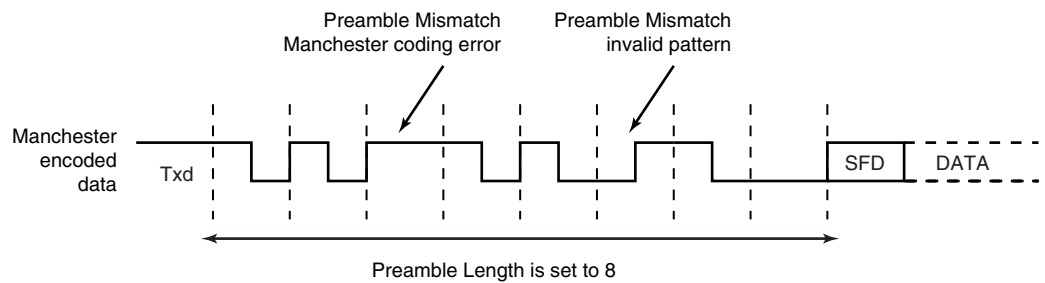 Preamble Mismatch
Manchester coding error
Preamble Mismatch
invalid pattern
Manchester
encoded
data
Txd
SFD
DATA
Preamble Length is set to 8